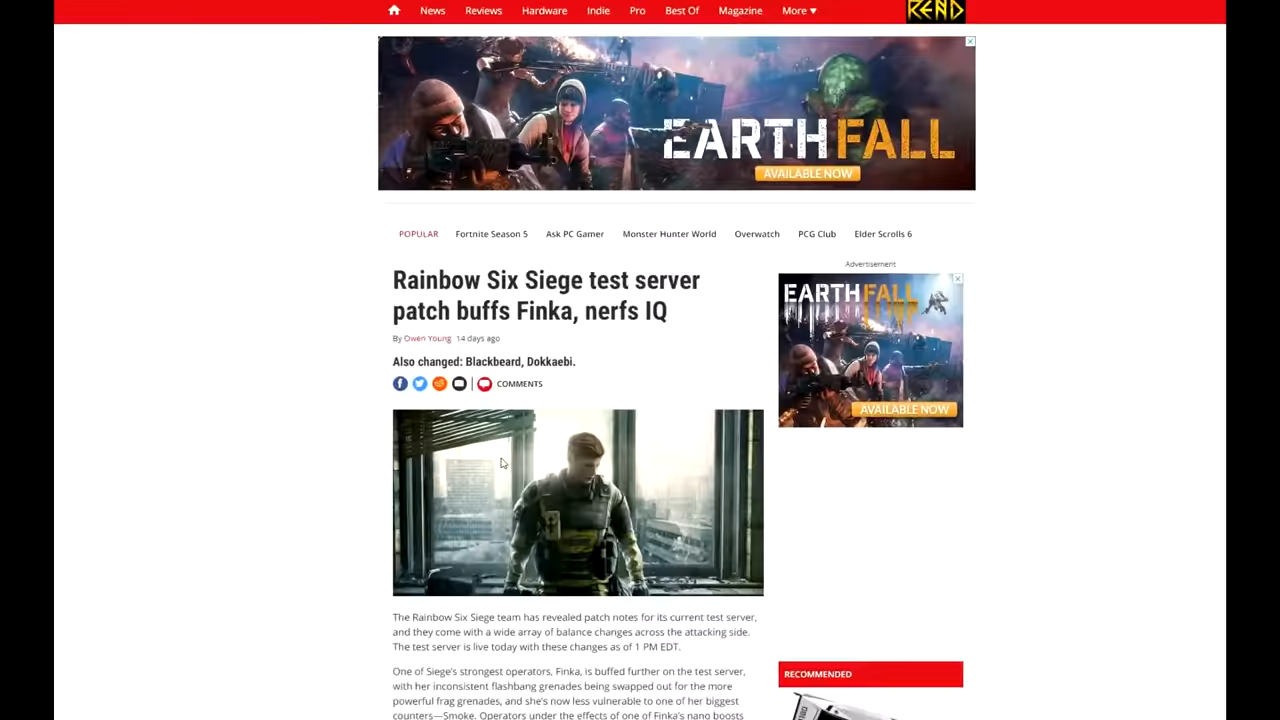 News Reviews Hardware Indie Pro Best Of Magazine More
REND
EARTHFALL
AVAILABLE NOW
POPULAR Fortnite Season 5 Ask PC Gamer Monster Hunter World Overwatch PCG Club Elder Scrolls 6
Rainbow Six Siege test server
patch buffs Finka, nerfs IQ
By Owen Young 14 days ago
Also changed: Blackbeard, Dokkaebi.
COMMENTS
The Rainbow Six Siege team has revealed patch notes for its current test server,
and they come with a wide array of balance changes across the attacking side.
The test server is live today with these changes as of 1 PM EDT.
One of Siege's strongest operators, Finka, is buffed further on the test server,
with her inconsistent flashbang grenades being swapped out for the more
powerful frag grenades, and she's now less vulnerable to one of her biggest
counters—Smoke. Operators under the effects of one of Finka's nano boosts
Advertisement
EARTHFALL
AVAILABLE NOW
RECOMMENDED